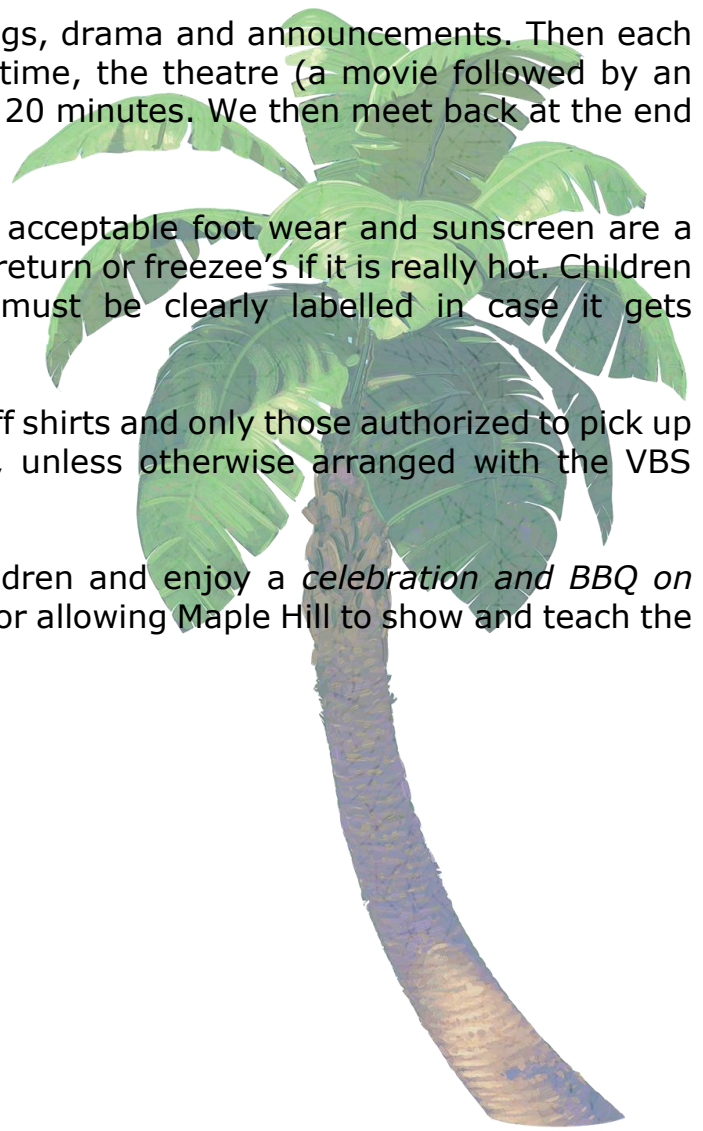 gs, drama and announcements. Then each
time, the theatre (a movie followed by an
20 minutes. We then meet back at the end
acceptable foot wear and sunscreen are a
return or freezee's if it is really hot. Children
must be clearly labelled in case it gets
ff shirts and only those authorized to pick up
unless otherwise arranged with the VBS
dren and enjoy a celebration and BBQ on
or allowing Maple Hill to show and teach the